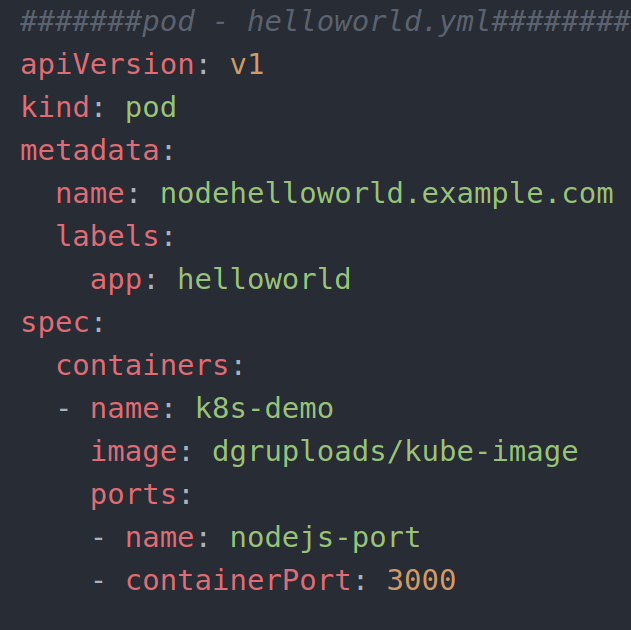 #######pod - helloworld.yml########
apiVersion: v1
kind: pod
metadata:
  name: nodehelloworld.example.com
  labels:
    app: helloworld
spec:
  containers:
  - name: k8s-demo
    image: dgruploads/kube-image
    ports:
    - name: nodejs-port
    - containerPort: 3000